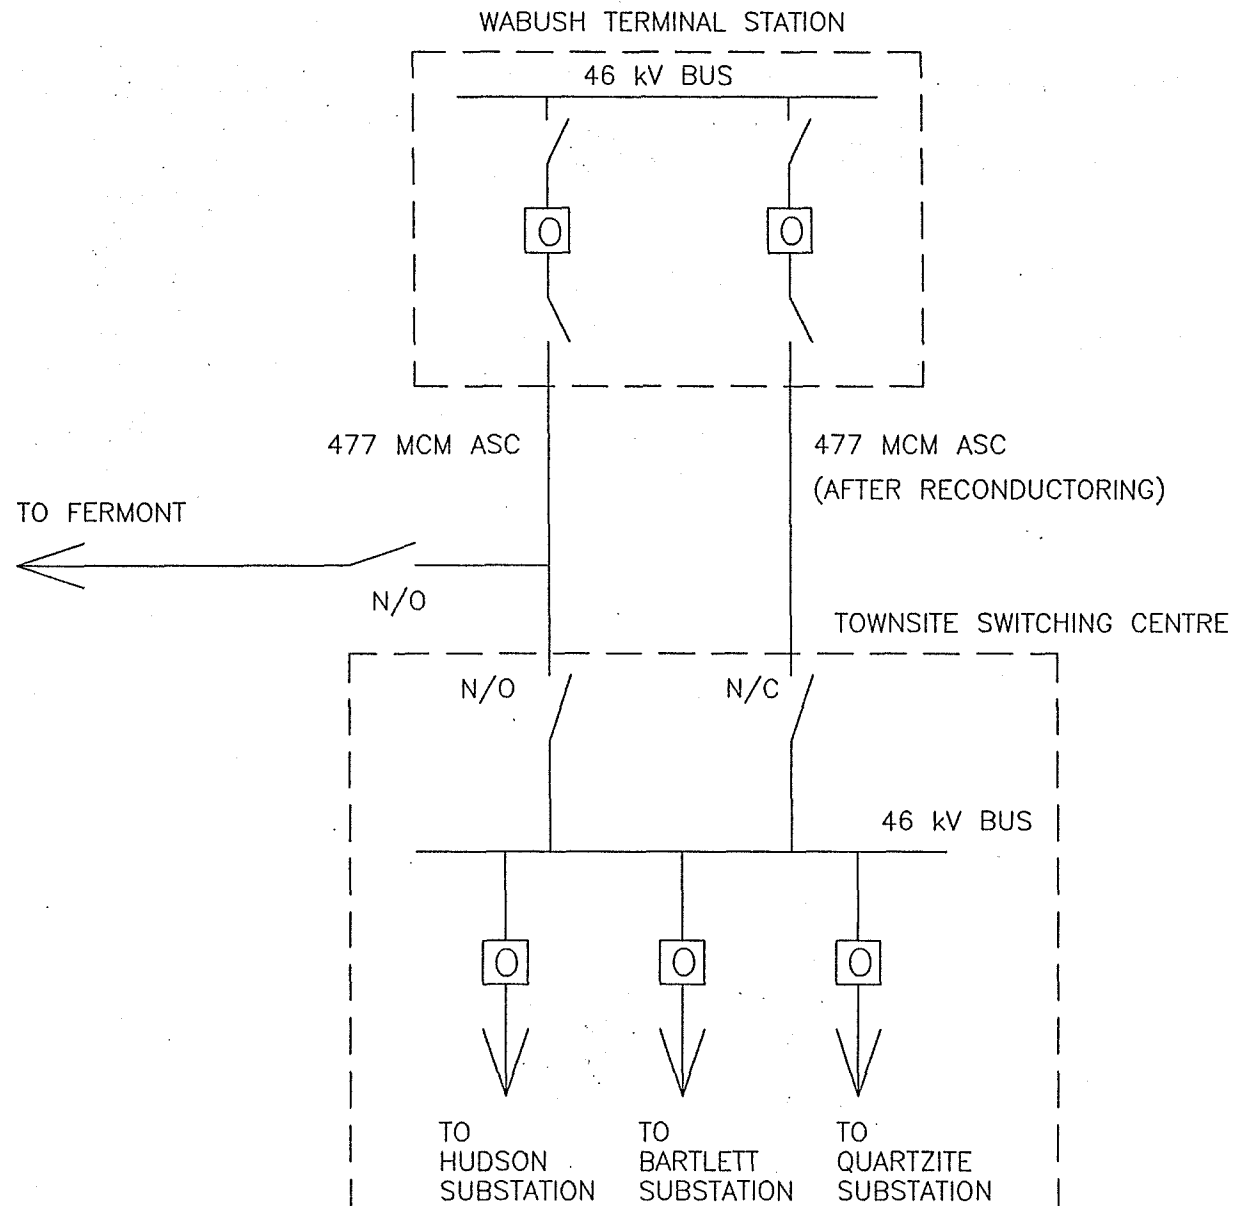 WABUSH TERMINAL STATION
46 kV BUS
O
O
477 MCM ASC
477 MCM ASC
(AFTER RECONDUCTORING)
TO FERMONT
N/O
TOWNSITE SWITCHING CENTRE
N/O
N/C
46 kV BUS
O
O
O
TO
HUDSON
SUBSTATION
TO
BARTLETT
SUBSTATION
TO
QUARTZITE
SUBSTATION